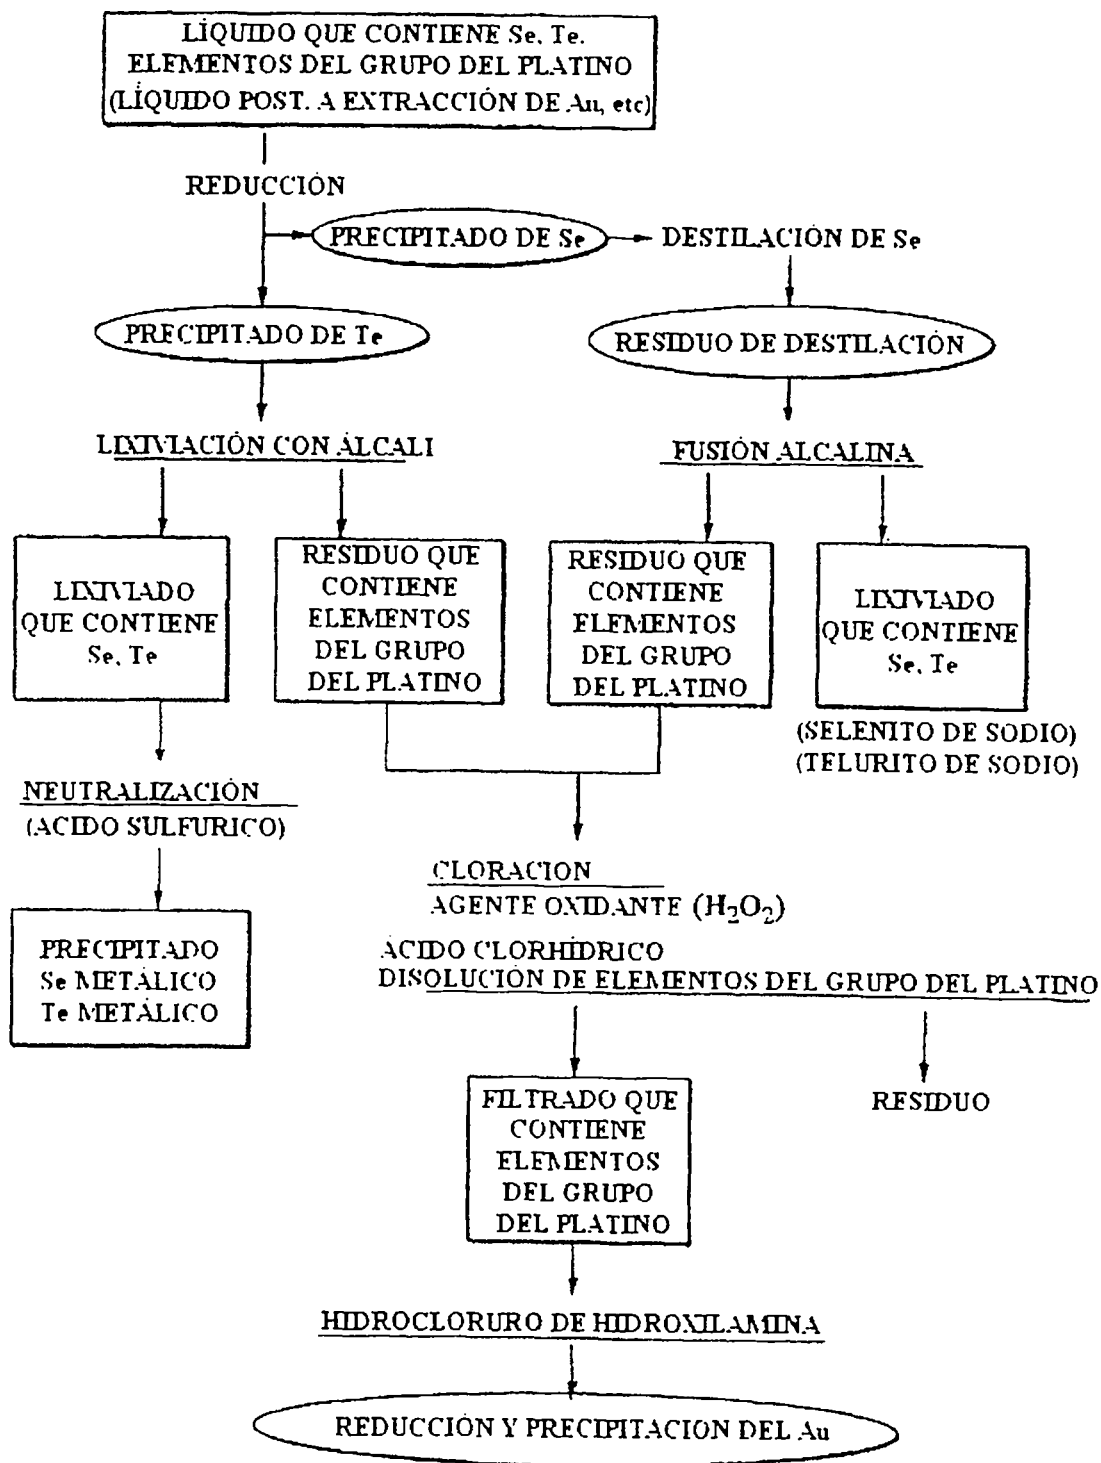 LÍQUIDO QUE CONTIENE Se, Te.
ELEMENTOS DEL GRUPO DEL PLATINO
(LÍQUIDO POST. A EXTRACCIÓN DE Au, etc)
REDUCCIÓN
PRECIPITADO DE Se
DESTILACIÓN DE Se
PRECIPITADO DE Te
RESIDUO DE DESTILACIÓN
LIXIVIACIÓN CON ÁLCALI
FUSIÓN ALCALINA
LIXIVIADO
QUE CONTIENE
Se, Te
RESIDUO QUE
CONTIENE
ELEMENTOS
DEL GRUPO
DEL PLATINO
RESIDUO QUE
CONTIENE
ELEMENTOS
DEL GRUPO
DEL PLATINO
LIXIVIADO
QUE CONTIENE
Se, Te
(SELENITO DE SODIO)
(TELURITO DE SODIO)
NEUTRALIZACIÓN
(ACIDO SULFURICO)
PRECIPITADO
Se METÁLICO
Te METÁLICO
CLORACION
AGENTE OXIDANTE (H₂O₂)
ÁCIDO CLORHÍDRICO
DISOLUCIÓN DE ELEMENTOS DEL GRUPO DEL PLATINO
FILTRADO QUE
CONTIENE
ELEMENTOS
DEL GRUPO
DEL PLATINO
RESIDUO
HIDROCLORURO DE HIDROXILAMINA
REDUCCIÓN Y PRECIPITACION DEL Au